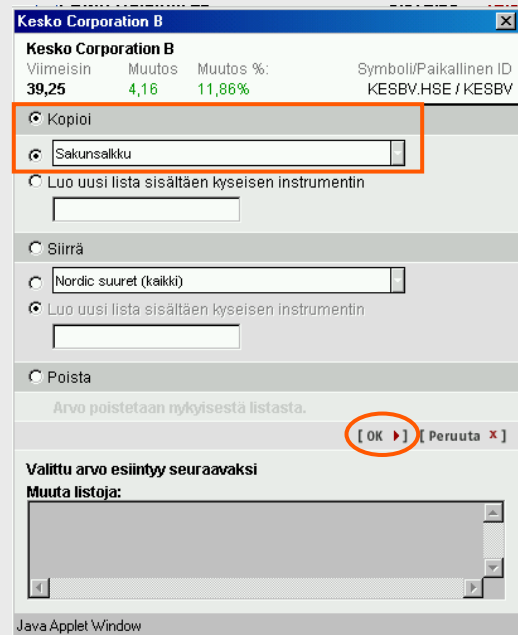 Kesko Corporation B
Kesko Corporation B
Viimeisin Muutos Muutos %: Symboli/Paikallinen ID
39,25 4,16 11,86% KESBV.HSE / KESBV
Kopioi
Sakunsalkku
Luo uusi lista sisältäen kyseisen instrumentin
Siirrä
Nordic suuret (kaikki)
Luo uusi lista sisältäen kyseisen instrumentin
Poista
Arvo poistetaan nykyisestä listasta.
[ OK ] [ Peruuta x ]
Valittu arvo esiintyy seuraavaksi
Muuta listoja:
Java Applet Window